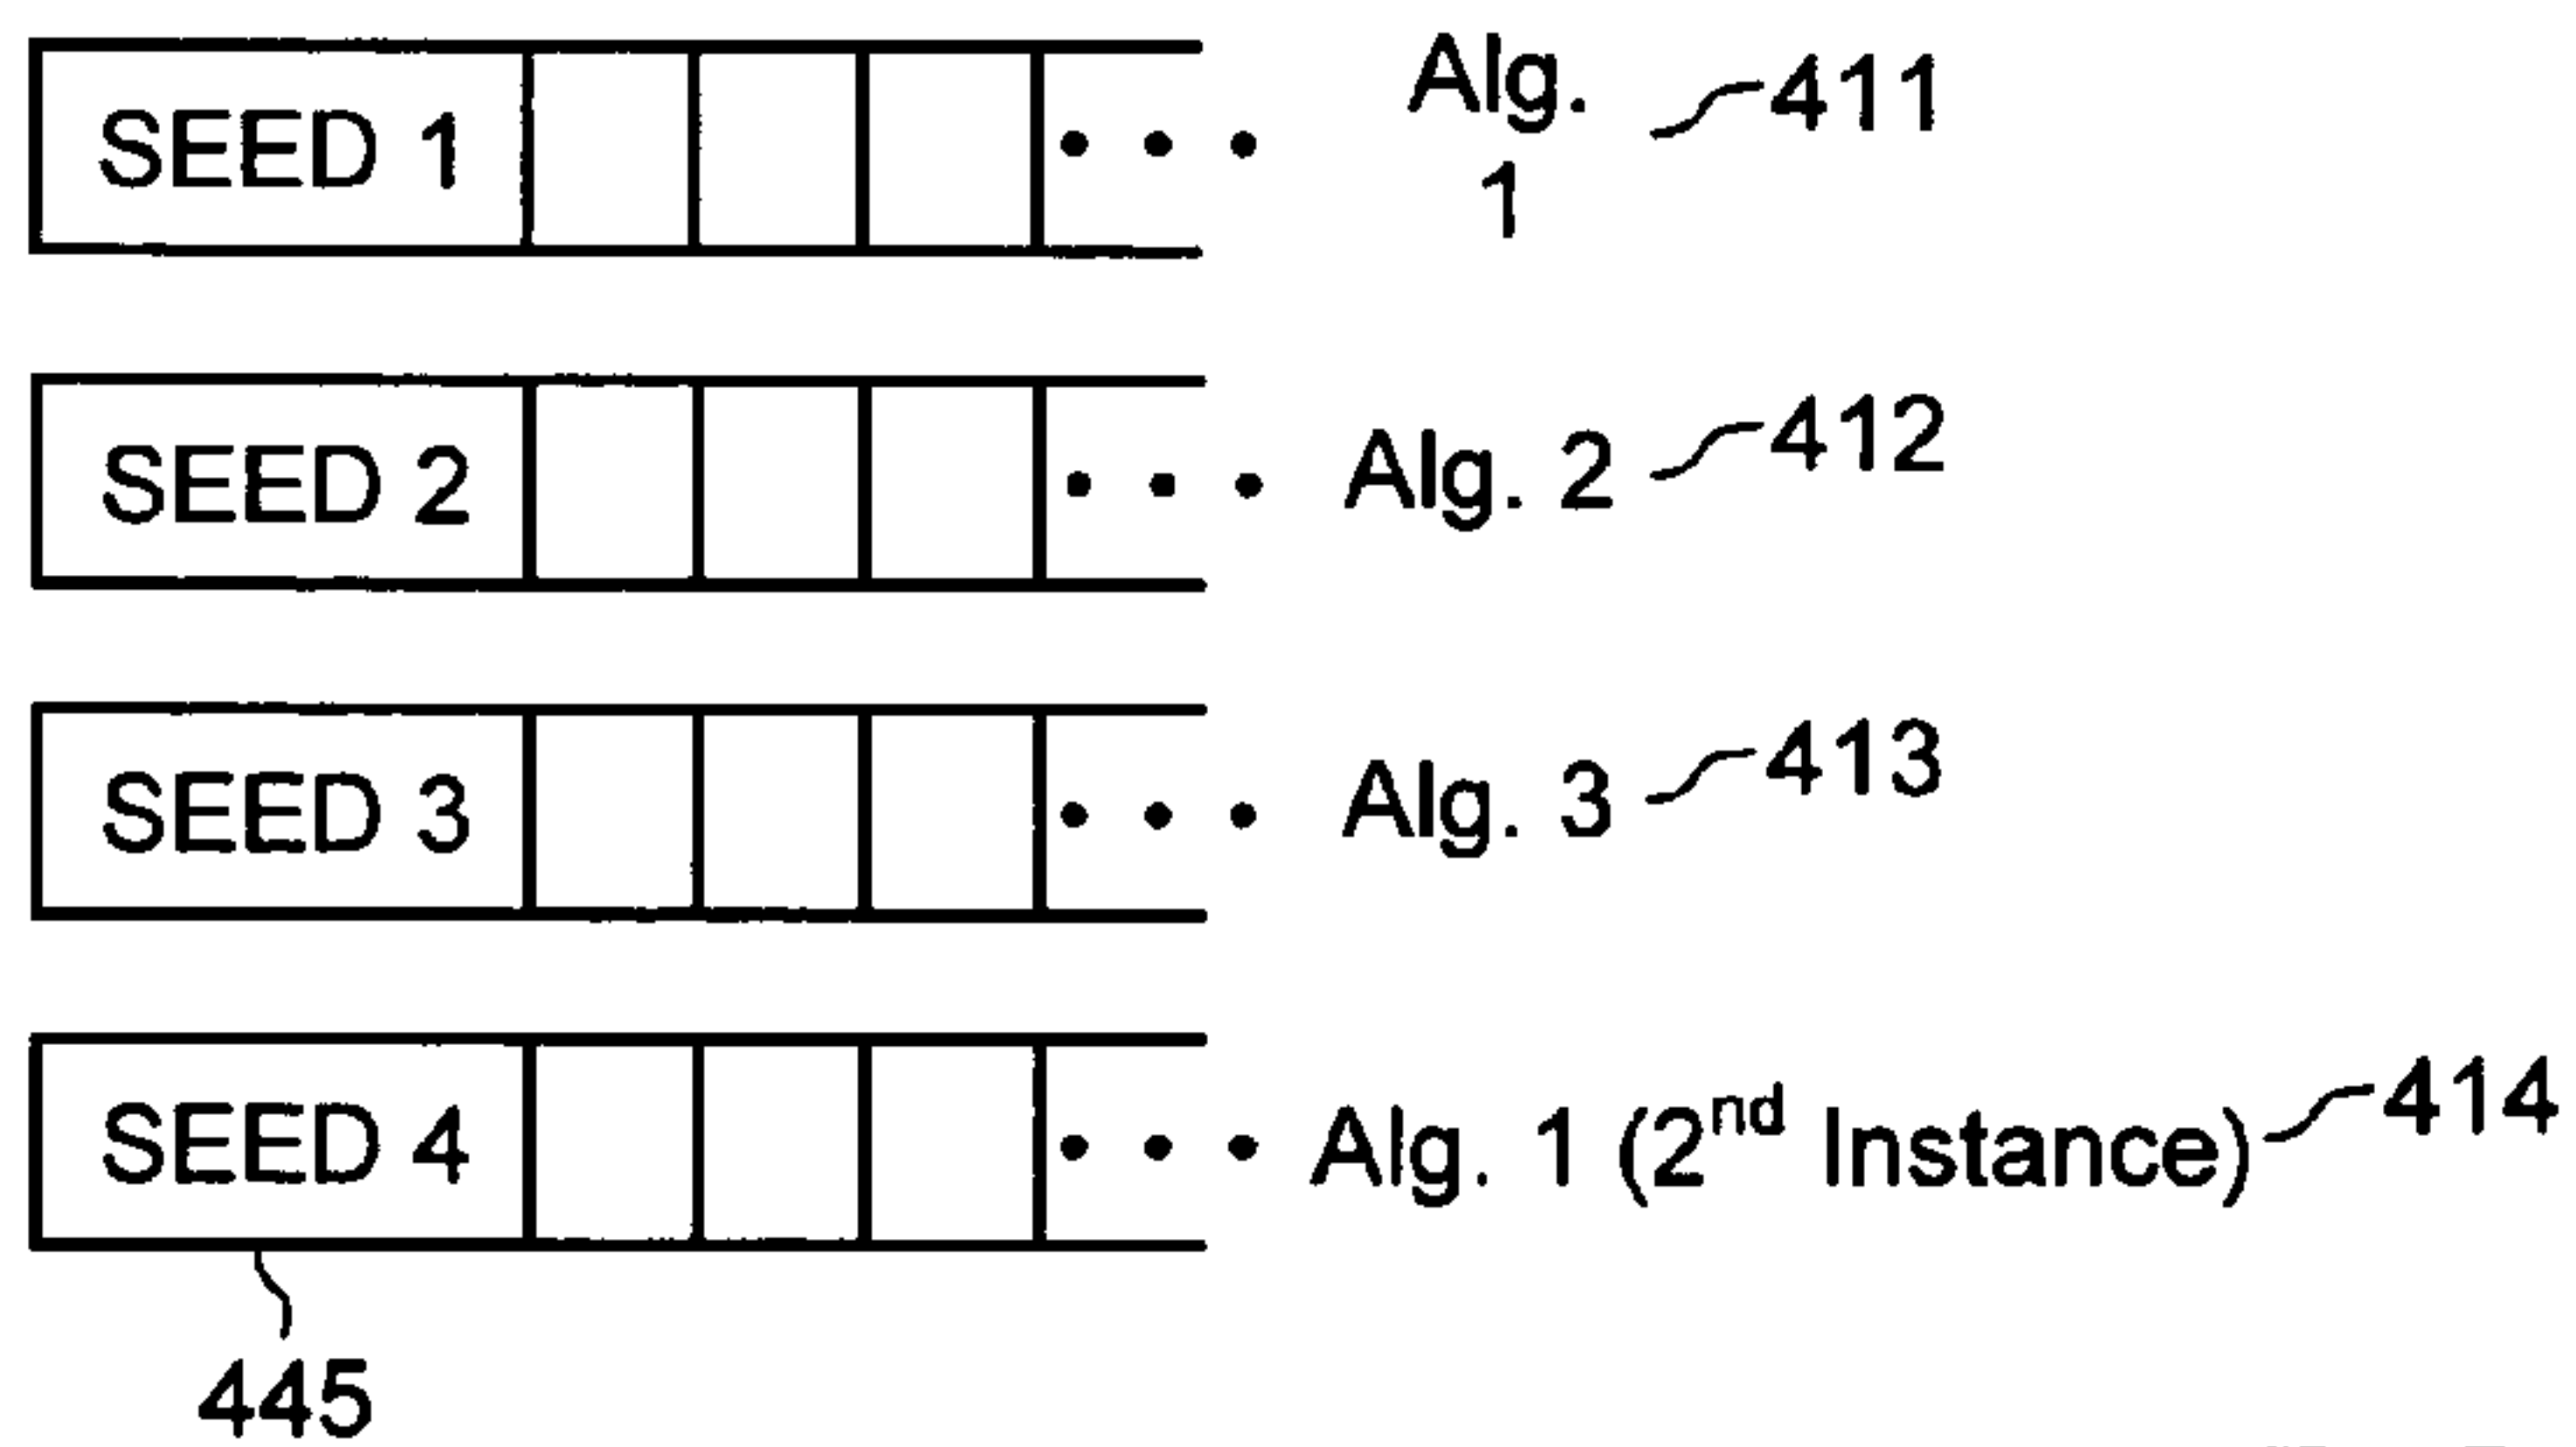 SEED 1 • • • Alg. 1 411
SEED 2 • • • Alg. 2 412
SEED 3 • • • Alg. 3 413
SEED 4 • • • Alg. 1 (2nd Instance) 414
445